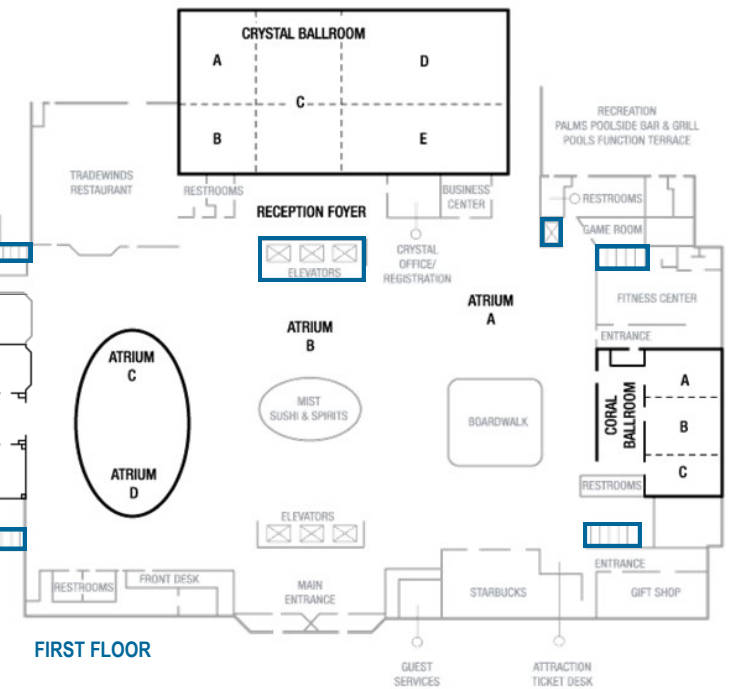 CRYSTAL BALLROOM
A
D
C
B
E
RECREATION
PALMS POOLSIDE BAR & GRILL
POOLS FUNCTION TERRACE
TRADEWINDS
RESTAURANT
RESTROOMS
BUSINESS
CENTER
RESTROOMS
RECEPTION FOYER
GAME ROOM
CRYSTAL
OFFICE/
REGISTRATION
ELEVATORS
FITNESS CENTER
ATRIUM
A
ATRIUM
B
ENTRANCE
ATRIUM
C
MIST
SUSHI & SPIRITS
BOARDWALK
CORAL
BALLROOM
A
B
C
ATRIUM
D
RESTROOMS
ELEVATORS
ENTRANCE
RESTROOMS
FRONT DESK
MAIN
ENTRANCE
STARBUCKS
GIFT SHOP
FIRST FLOOR
GUEST
SERVICES
ATTRACTION
TICKET DESK